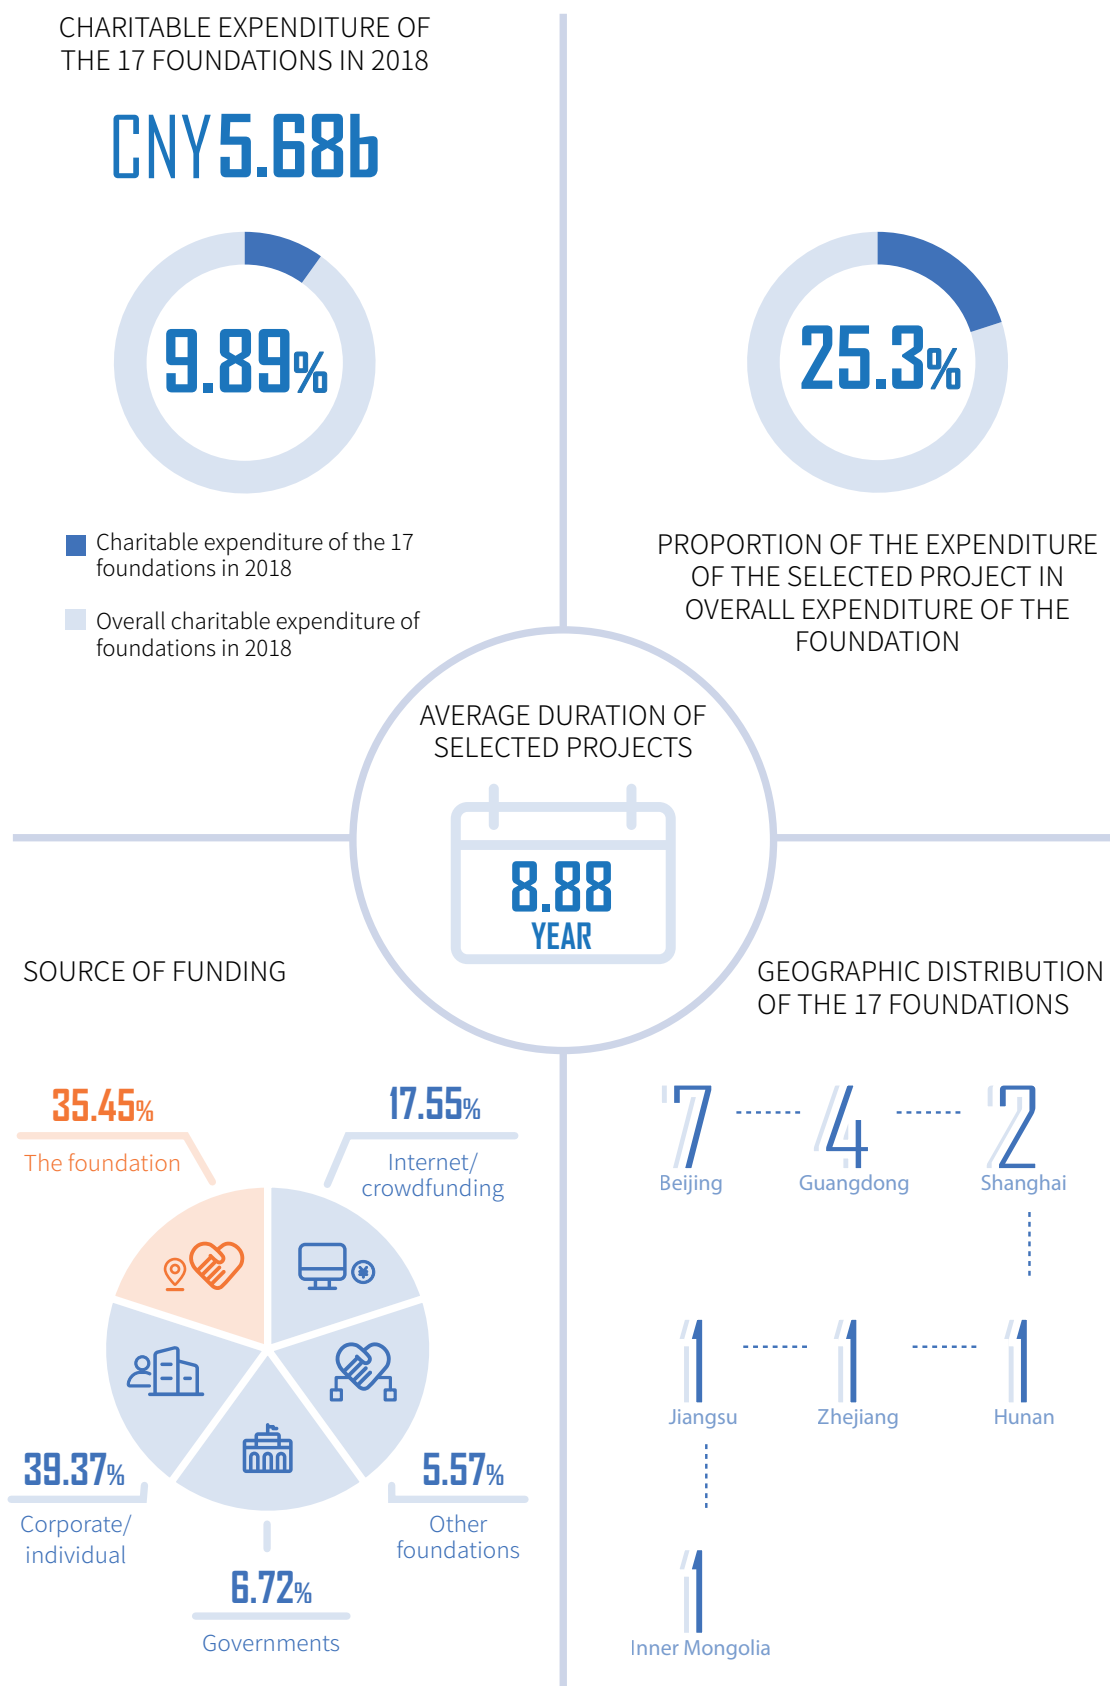 CHARITABLE EXPENDITURE OF
THE 17 FOUNDATIONS IN 2018
CNY5.68b
9.89%
Charitable expenditure of the 17
foundations in 2018
Overall charitable expenditure of
foundations in 2018
25.3%
PROPORTION OF THE EXPENDITURE
OF THE SELECTED PROJECT IN
OVERALL EXPENDITURE OF THE
FOUNDATION
AVERAGE DURATION OF
SELECTED PROJECTS
8.88
YEAR
SOURCE OF FUNDING
35.45%
The foundation
17.55%
Internet/
crowdfunding
¥
39.37%
Corporate/
individual
5.57%
Other
foundations
6.72%
Governments
GEOGRAPHIC DISTRIBUTION
OF THE 17 FOUNDATIONS
7
Beijing
4
Guangdong
2
Shanghai
1
Jiangsu
1
Zhejiang
1
Hunan
1
Inner Mongolia